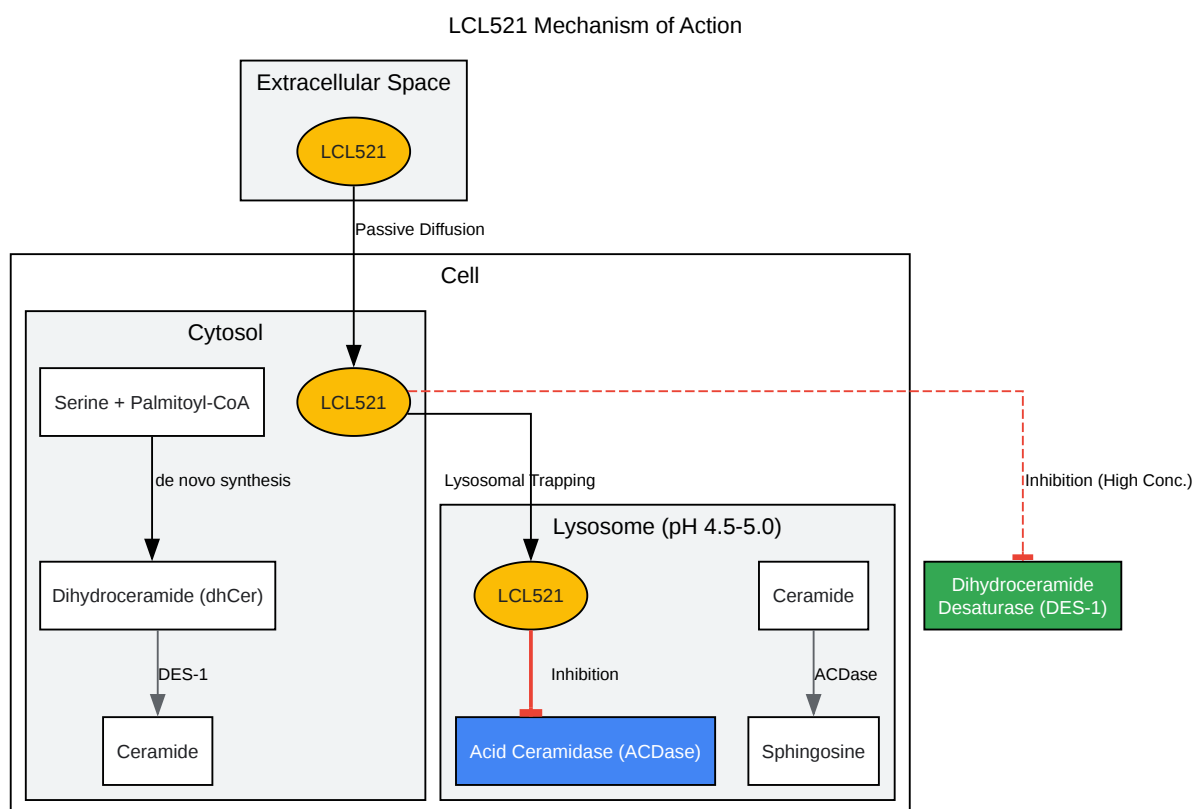 LCL521 Mechanism of Action
Extracellular Space
LCL521
Passive Diffusion
Cell
Cytosol
Serine + Palmitoyl-CoA
LCL521
de novo synthesis
Lysosomal Trapping
Inhibition (High Conc.)
Lysosome (pH 4.5-5.0)
Dihydroceramide (dhCer)
LCL521
Ceramide
Dihydroceramide
Desaturase (DES-1)
DES-1
Inhibition
ACDase
Ceramide
Acid Ceramidase (ACDase)
Sphingosine